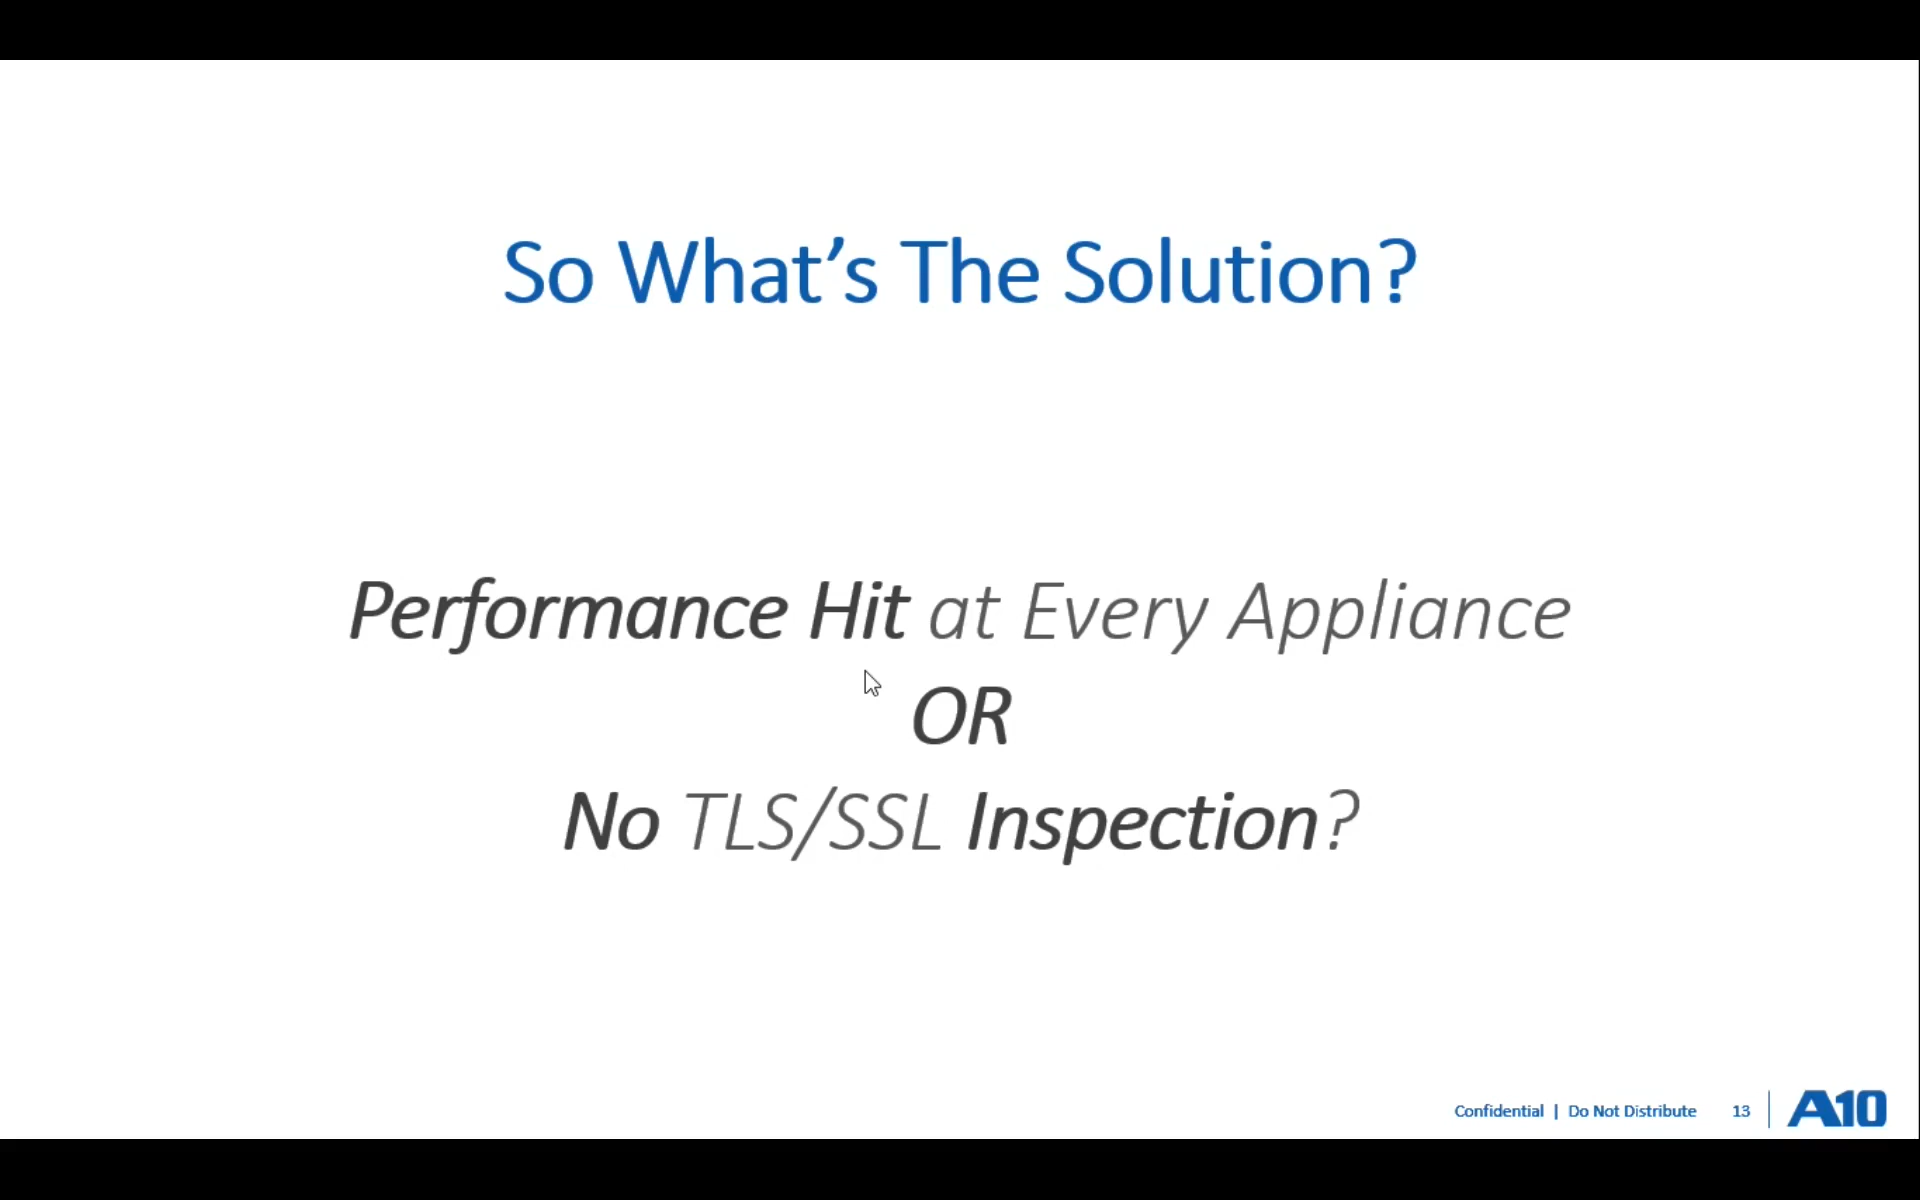 So What’s The Solution?
Performance Hit at Every Appliance
OR
No TLS/SSL Inspection?
Confidential | Do Not Distribute 13 A10